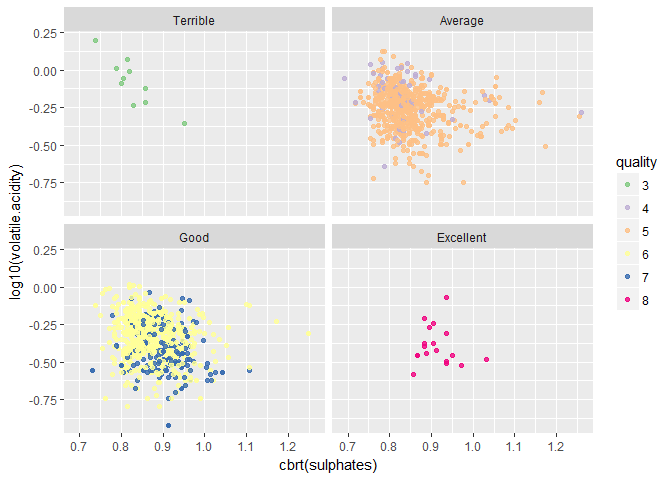 Terrible Average
0.25
0.00
-0.25
-0.50
-0.75
Good Excellent
0.25
0.00
-0.25
-0.50
-0.75
0.7 0.8 0.9 1.0 1.1 1.2 0.7 0.8 0.9 1.0 1.1 1.2
cbrt(sulphates)
log10(volatile.acidity)
quality
3
4
5
6
7
8